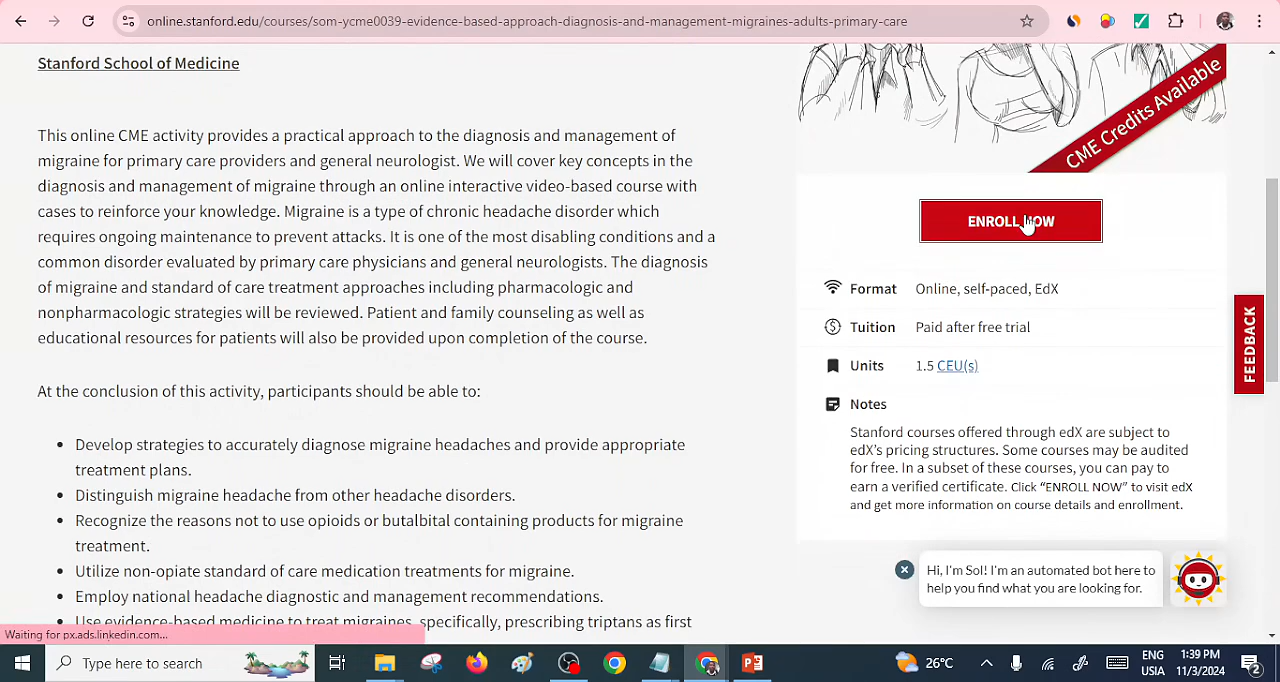 online.stanford.edu/courses/som-ycme0039-evidence-based-approach-diagnosis-and-management-migraines-adults-primary-care
Stanford School of Medicine
This online CME activity provides a practical approach to the diagnosis and management of
migraine for primary care providers and general neurologist. We will cover key concepts in the
diagnosis and management of migraine through an online interactive video-based course with
cases to reinforce your knowledge. Migraine is a type of chronic headache disorder which
requires ongoing maintenance to prevent attacks. It is one of the most disabling conditions and a
common disorder evaluated by primary care physicians and general neurologists. The diagnosis
of migraine and standard of care treatment approaches including pharmacologic and
nonpharmacologic strategies will be reviewed. Patient and family counseling as well as
educational resources for patients will also be provided upon completion of the course.
At the conclusion of this activity, participants should be able to:
• Develop strategies to accurately diagnose migraine headaches and provide appropriate
treatment plans.
• Distinguish migraine headache from other headache disorders.
• Recognize the reasons not to use opioids or butalbital containing products for migraine
treatment.
• Utilize non-opiate standard of care medication treatments for migraine.
• Employ national headache diagnostic and management recommendations.
• Use evidence-based medicine to treat migraines, specifically, prescribing triptans as first
CME Credits Available
ENROLL NOW
Format Online, self-paced, EdX
Tuition Paid after free trial
Units 1.5 CEU(s)
Notes
Stanford courses offered through edX are subject to
edX’s pricing structures. Some courses may be audited
for free. In a subset of these courses, you can pay to
earn a verified certificate. Click “ENROLL NOW” to visit edX
and get more information on course details and enrollment.
FEEDBACK
Hi, I'm Sol! I'm an automated bot here to
help you find what you are looking for.
Waiting for px.ads.linkedin.com...
Type here to search
26°C
ENG
USA
1:39 PM
11/3/2024
2